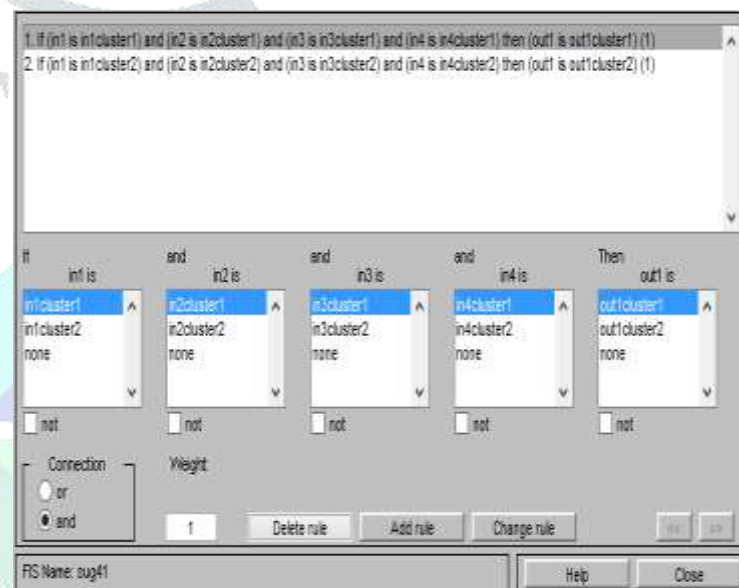 1. If (in1 is in1cluster1) and (in2 is in2cluster1) and (in3 is in3cluster1) and (in4 is in4cluster1) then (out1 is out1cluster1) (1)
2. If (in1 is in1cluster2) and (in2 is in2cluster2) and (in3 is in3cluster2) and (in4 is in4cluster2) then (out1 is out1cluster2) (1)
If and and and Then
in1 is in2 is in3 is in4 is out1 is
in1cluster1 in2cluster1 in3cluster1 in4cluster1 out1cluster1
in1cluster2 in2cluster2 in3cluster2 in4cluster2 out1cluster2
none none none none none
not not not not not
Connection Weight:
or
and 1 Delete rule Add rule Change rule << >>
FIS Name: sug41 Help Close